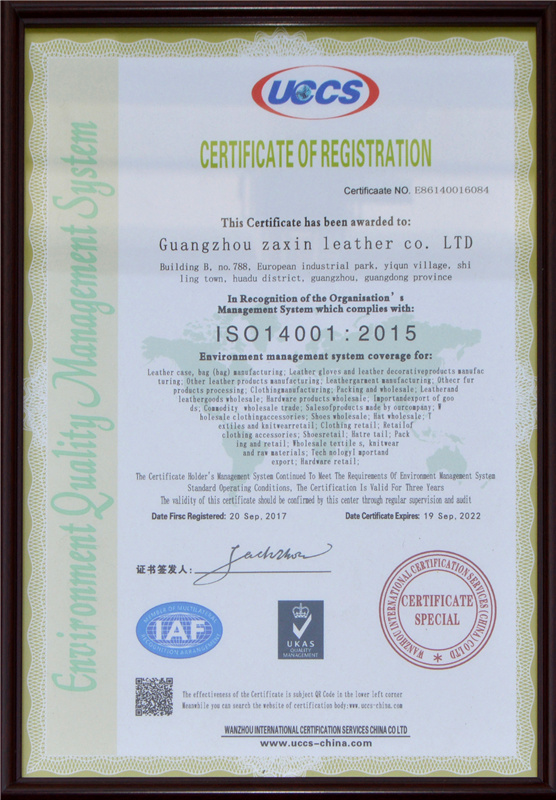 UCCS
CERTIFICATE OF REGISTRATION
Certificaate NO. E86140016084
This Certificate has been awarded to:
Guangzhou zaxin leather co. LTD
Building B, no.788, European industrial park, yiqun village, shi
ling town, huadu district, guangzhou, guangdong province
In Recognition of the Organisation's
Management System which complies with:
ISO14001:2015
Environment management system coverage for:
Leather case, bag (bag) manufacturing; Leather gloves and leather decorativeproducts manufac
turing; Other leather products manufacturing; Leathergarment manufacturing; Othecr fur
products processing; Clothingmanufacturing; Packing and wholesale; Leatherand
leathergoods wholesale; Hardware products wholesale; Importandexport of goo
ds; Commodity wholesale trade; Salesofproducts made by ourcompany; W
holesale clothingaccessories; Shoes wholesale; Hat wholesale; T
extiies and knitwearretail; Clothing retail; Retailof
clothing accessories; Shoesretail; Hatre tail; Pack
ing and retail; Wholesale textile s, knitwear
and raw materials; Tech nologyl mportand
export; Hardware retail;
The Certificate Holder's Management System Continued To Meet The Requirements Of Environment Management System
Standard Operating Conditions, The Certification Is Valid For Three Years
The validity of this certificate should be confirmed by this center through regular supervision and audit
Date Firsc Registered: 20 Sep, 2017 Date Certificate Expires: 19 Sep, 2022
证书签发人: Jackzhou
MEMBER OF MULTILATERAL
IAF
RECOGNITION ARRANGEMENT
UKAS
QUALITY
MANAGEMENT
WANZHOU INTERNATIONAL CERTIFICATION SERVICES CHINA CO LTD
CERTIFICATE
SPECIAL
The effectiveness of the Certificate is subject QR Code in the lower left corner
Meanwhile you can search the website of certification body:www.uccs-china.com
WANZHOU INTERNATIONAL CERTIFICATION SERVICES CHINA CO LTD
www.uccs-china.com
Environment Quality Management System